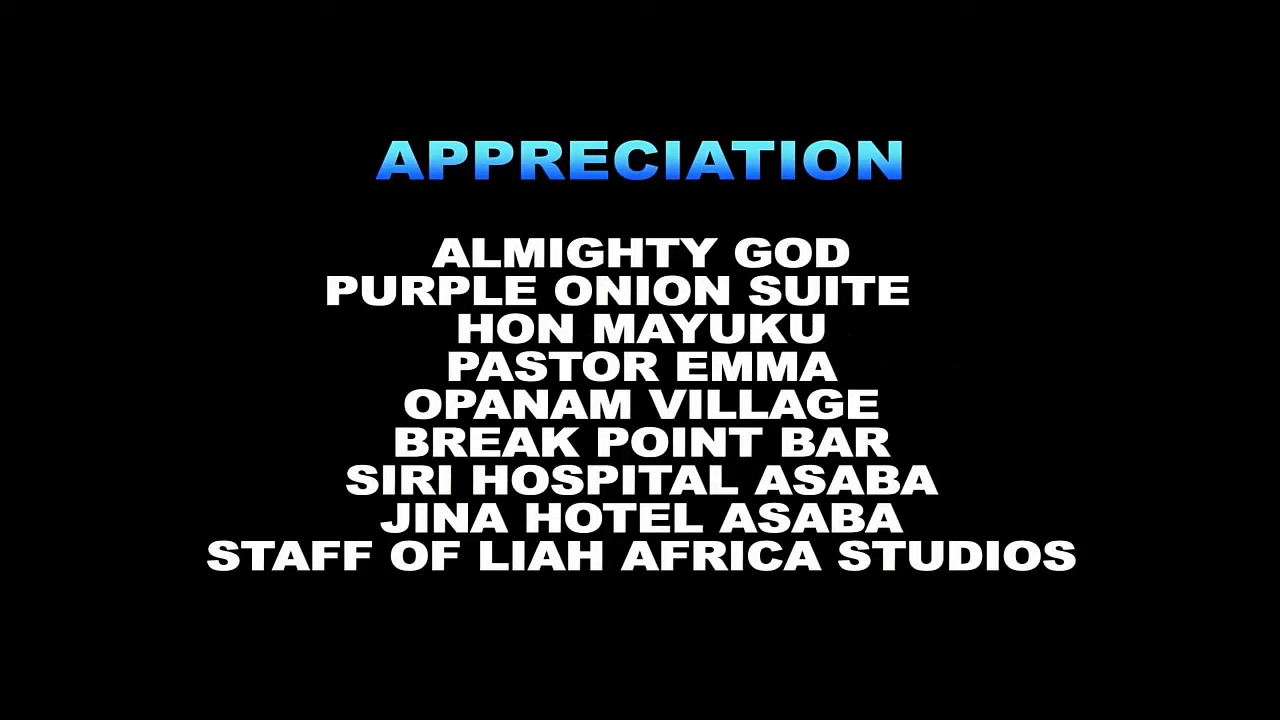 APPRECIATION
ALMIGHTY GOD
PURPLE ONION SUITE
HON MAYUKU
PASTOR EMMA
OPANAM VILLAGE
BREAK POINT BAR
SIRI HOSPITAL ASABA
JINA HOTEL ASABA
STAFF OF LIAH AFRICA STUDIOS